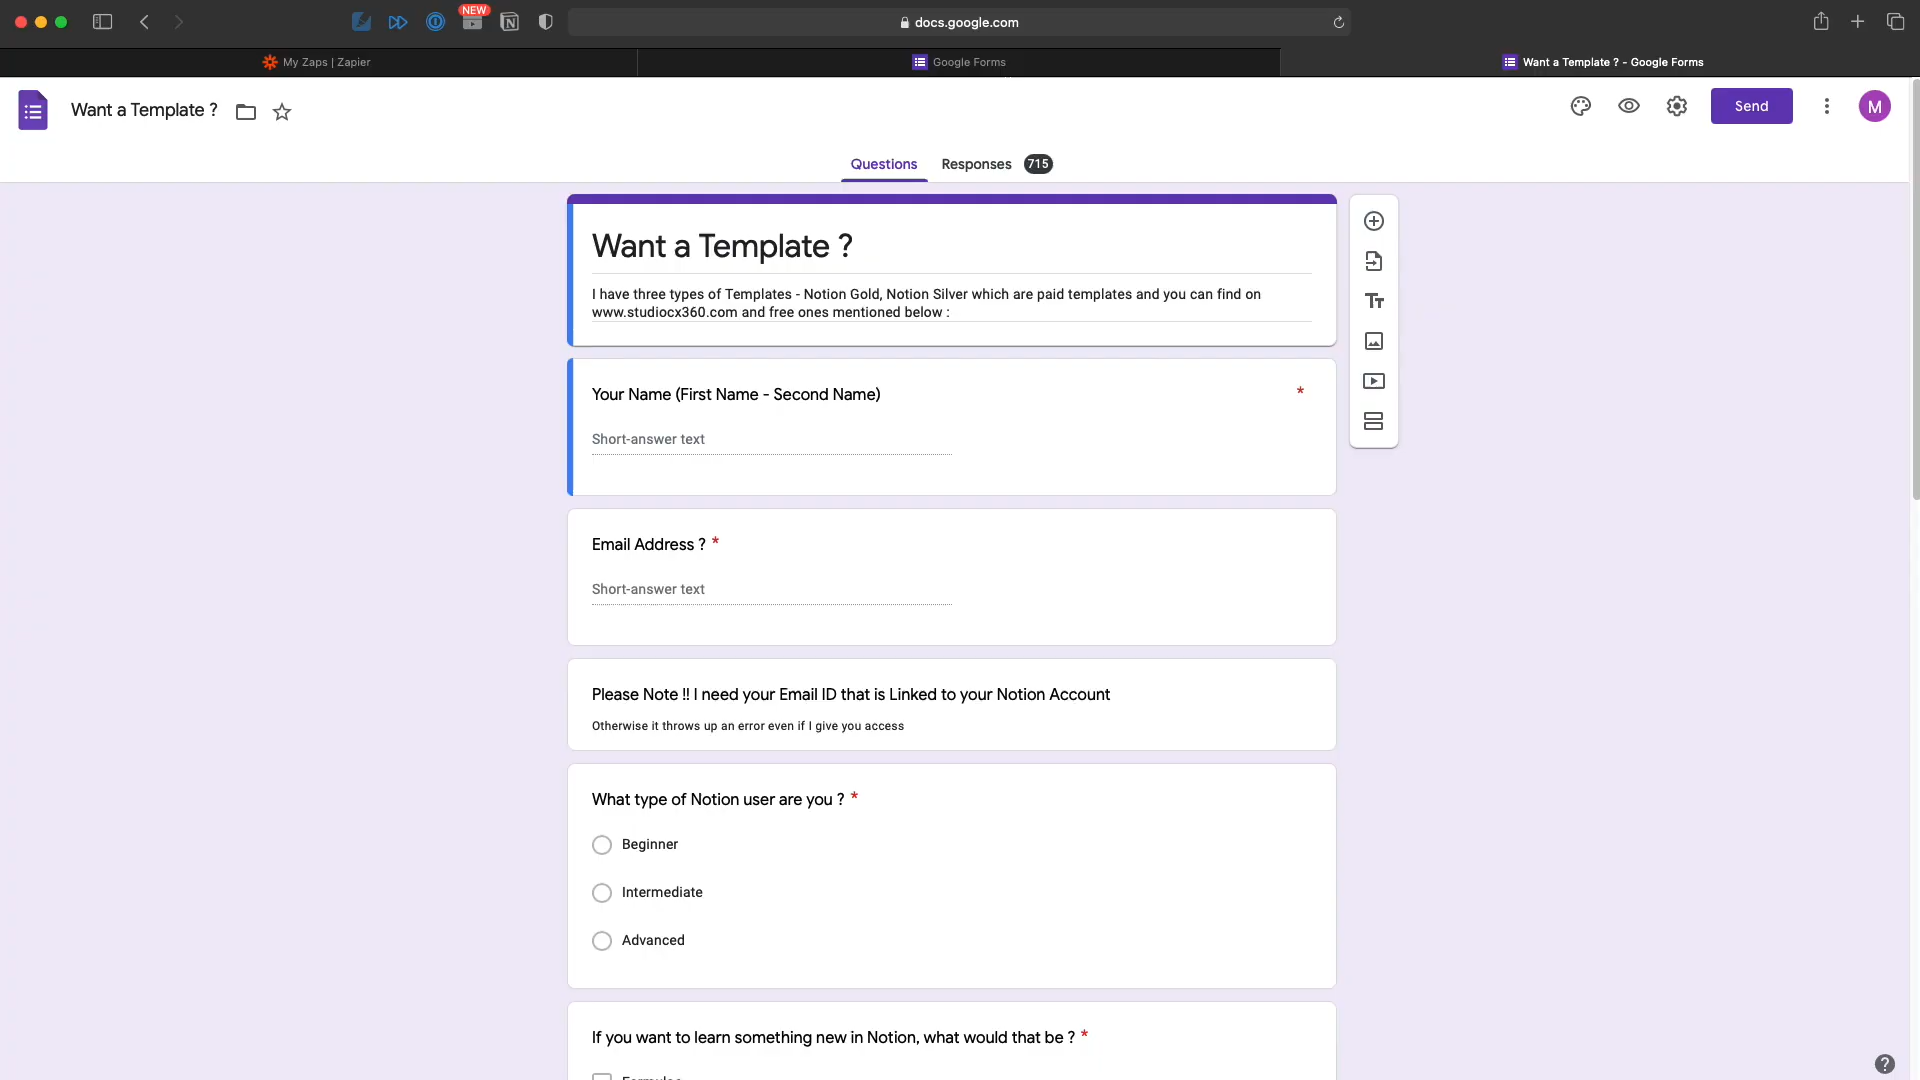 NEW
docs.google.com
My Zaps | Zapier
Google Forms
Want a Template ? - Google Forms
Want a Template ?
Send
M
Questions
Responses 715
Want a Template ?
I have three types of Templates - Notion Gold, Notion Silver which are paid templates and you can find on
www.studiocx360.com and free ones mentioned below :
Your Name (First Name - Second Name) *
Short-answer text
Email Address ? *
Short-answer text
Please Note !! I need your Email ID that is Linked to your Notion Account
Otherwise it throws up an error even if I give you access
What type of Notion user are you ? *
Beginner
Intermediate
Advanced
If you want to learn something new in Notion, what would that be ? *